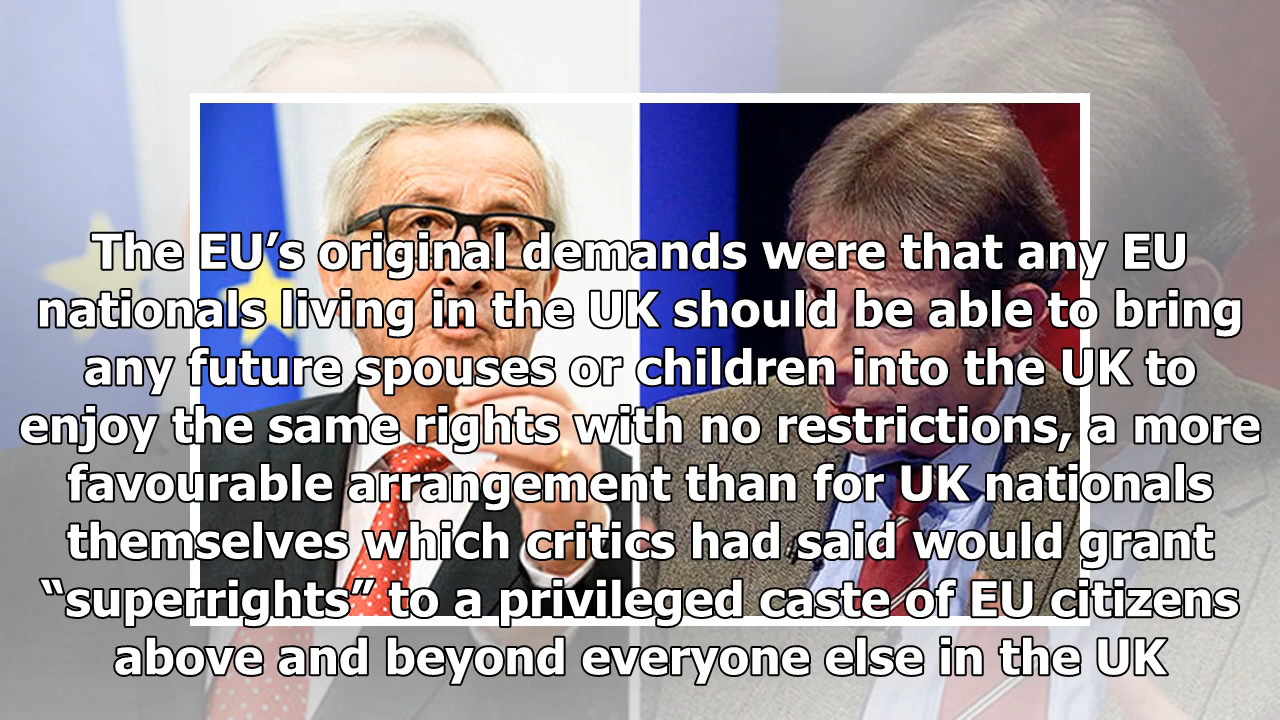 The EU’s original demands were that any EU
nationals living in the UK should be able to bring
any future spouses or children into the UK to
enjoy the same rights with no restrictions, a more
favourable arrangement than for UK nationals
themselves which critics had said would grant
“superrights” to a privileged caste of EU citizens
above and beyond everyone else in the UK